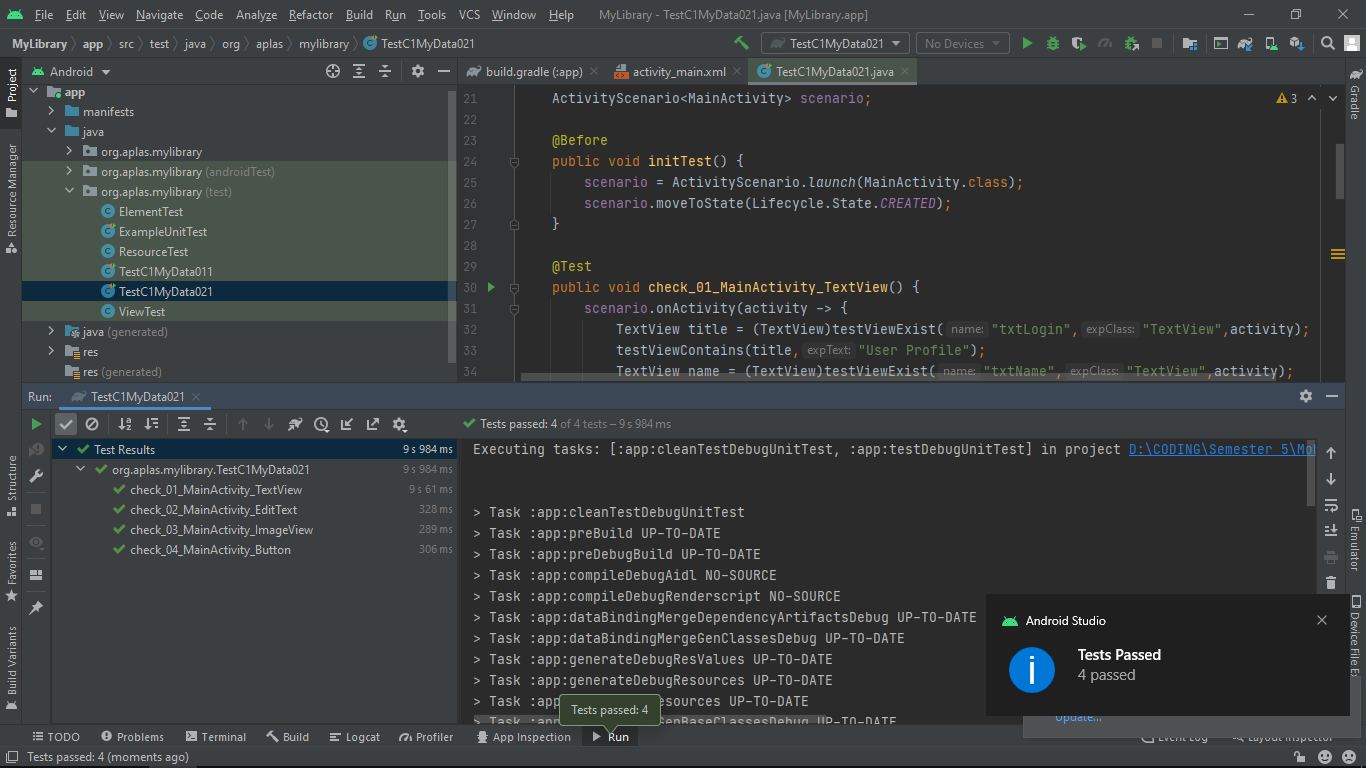 File Edit View Navigate Code Analyze Refactor Build Run Tools VCS Window Help MyLibrary - TestC1MyData021.java [MyLibrary.app]
MyLibrary app src test java org aplas mylibrary TestC1MyData021
TestC1MyData021 No Devices
Project
Resource Manager
Structure
Favorites
Build Variants
Android
app
manifests
java
org.aplas.mylibrary
org.aplas.mylibrary (androidTest)
org.aplas.mylibrary (test)
ElementTest
ExampleUnitTest
ResourceTest
TestC1MyData011
TestC1MyData021
ViewTest
java (generated)
res
res (generated)
build.gradle (:app) activity_main.xml TestC1MyData021.java
3
21 ActivityScenario<MainActivity> scenario;
22
23 @Before
24 public void initTest() {
25 scenario = ActivityScenario.launch(MainActivity.class);
26 scenario.moveToState(Lifecycle.State.CREATED);
27 }
28
29 @Test
30 public void check_01_MainActivity_TextView() {
31 scenario.onActivity(activity -> {
32 TextView title = (TextView)testViewExist( name: "txtLogin", expClass: "TextView",activity);
33 testViewContains(title, expText: "User Profile");
34 TextView name = (TextView)testViewExist( name: "txtName", expClass: "TextView",activity);
Gradle
Emulator
Run: TestC1MyData021
Tests passed: 4 of 4 tests – 9 s 984 ms
Test Results 9 s 984 ms
org.aplas.mylibrary.TestC1MyData021 9 s 984 ms
check_01_MainActivity_TextView 9 s 61 ms
check_02_MainActivity_EditText 328 ms
check_03_MainActivity_ImageView 289 ms
check_04_MainActivity_Button 306 ms
Executing tasks: [:app:cleanTestDebugUnitTest, :app:testDebugUnitTest] in project D:\CODING\Semester 5\Mo
> Task :app:cleanTestDebugUnitTest
> Task :app:preBuild UP-TO-DATE
> Task :app:preDebugBuild UP-TO-DATE
> Task :app:compileDebugAidl NO-SOURCE
> Task :app:compileDebugRenderscript NO-SOURCE
> Task :app:dataBindingMergeDependencyArtifactsDebug UP-TO-DATE
> Task :app:dataBindingMergeGenClassesDebug UP-TO-DATE
> Task :app:generateDebugResValues UP-TO-DATE
> Task :app:generateDebugResources UP-TO-DATE
> Task :app esources UP-TO-DATE
> Task :app enBaseClassesDebug UP-TO-DATE
Tests passed: 4
Android Studio
Tests Passed
4 passed
Update...
Device File E
TODO Problems Terminal Build Logcat Profiler App Inspection Run Event Log Layout Inspector
Tests passed: 4 (moments ago)